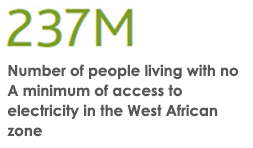 237M
Number of people living with no
A minimum of access to
electricity in the West African
zone